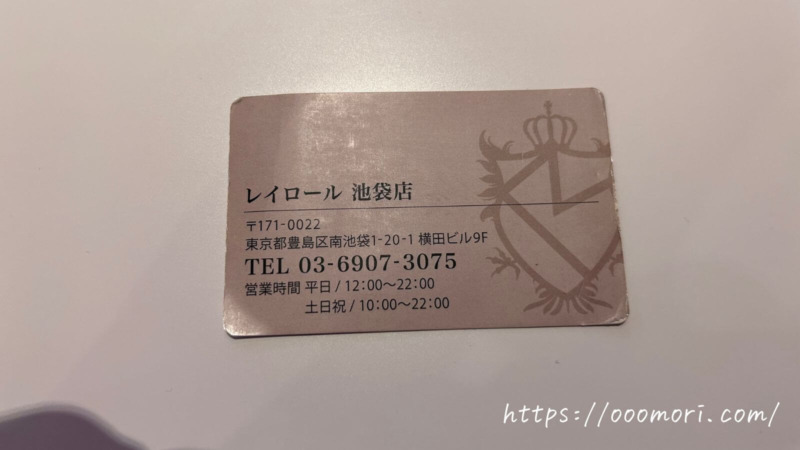 レイロール 池袋店
〒171-0022
東京都豊島区南池袋1-20-1 横田ビル9F
TEL 03-6907-3075
営業時間 平日 / 12:00〜22:00
土日祝 / 10:00〜22:00
https://ooomori.com/